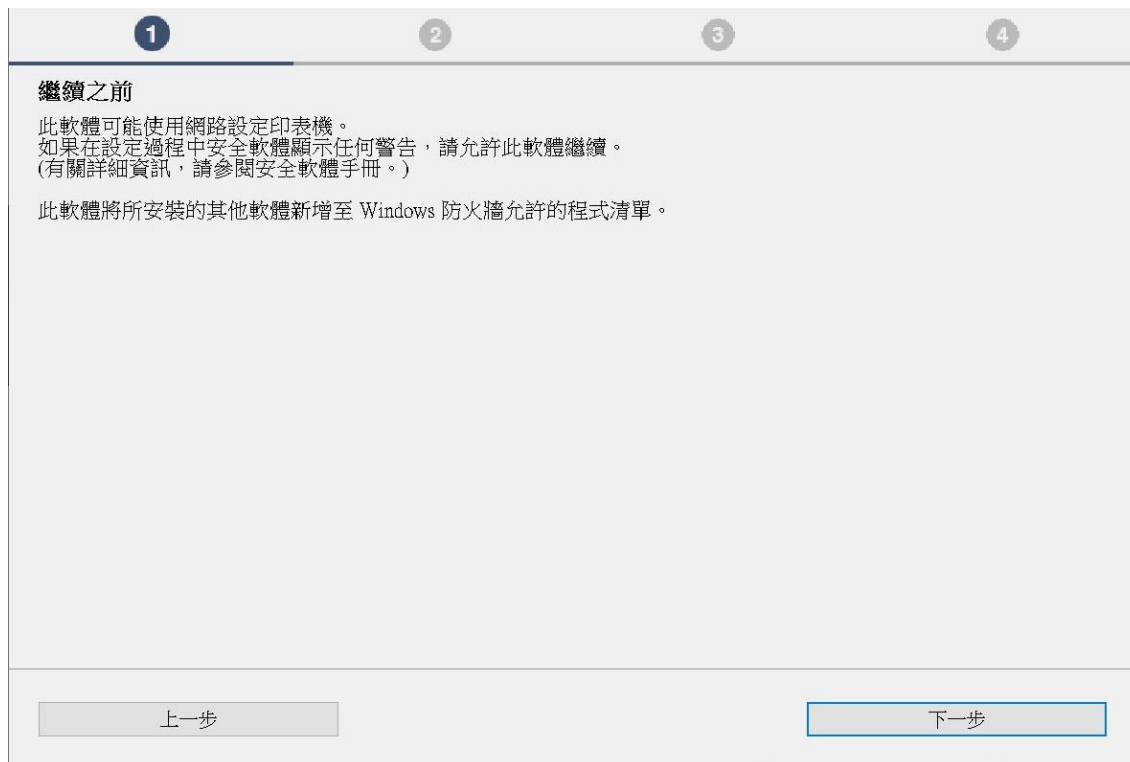 1
2
3
4
繼續之前
此軟體可能使用網路設定印表機。
如果在設定過程中安全軟體顯示任何警告，請允許此軟體繼續。
(有關詳細資訊，請參閱安全軟體手冊。)
此軟體將所安裝的其他軟體新增至 Windows 防火牆允許的程式清單。
上一步
下一步